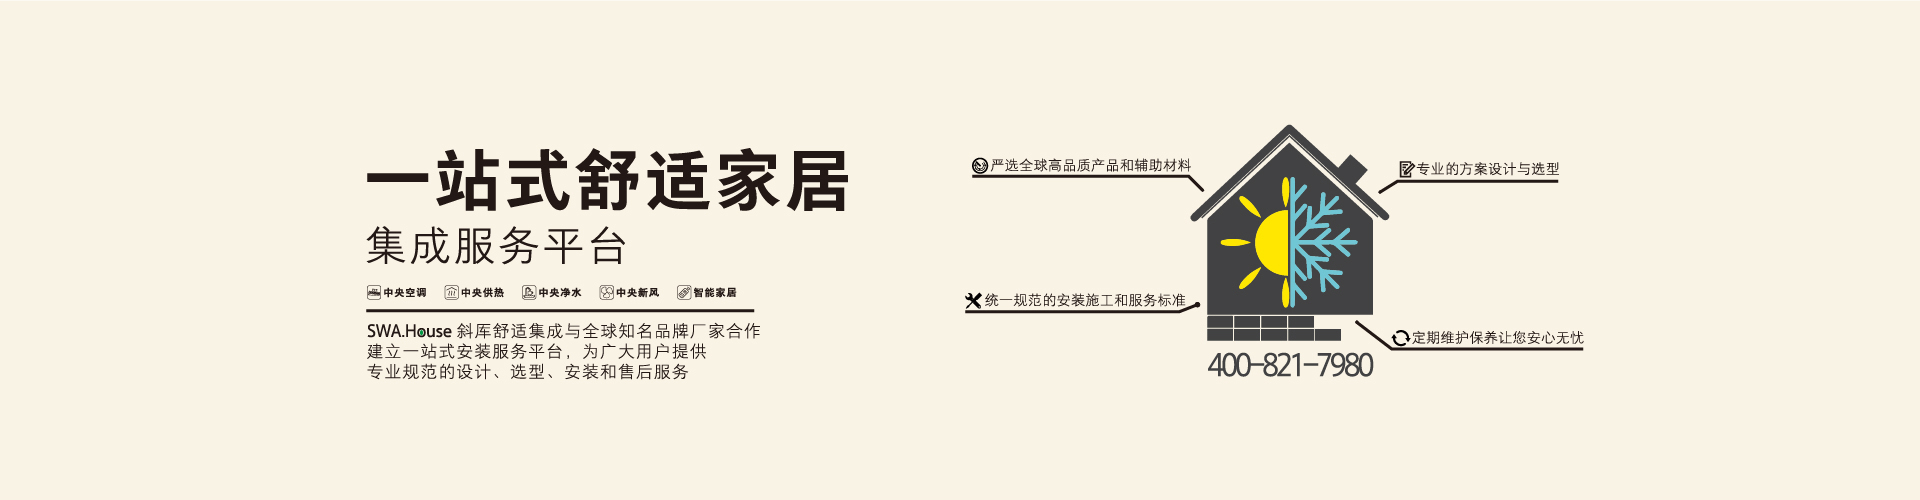 一站式舒适家居
集成服务平台
中央空调 中央供热 中央净水 中央新风 智能家居
SWA.House 斜厍舒适集成与全球知名品牌厂家合作
建立一站式安装服务平台，为广大用户提供
专业规范的设计、选型、安装和售后服务
严选全球高品质产品和辅助材料
专业的方案设计与选型
统一规范的安装施工和服务标准
定期维护保养让您安心无忧
400-821-7980